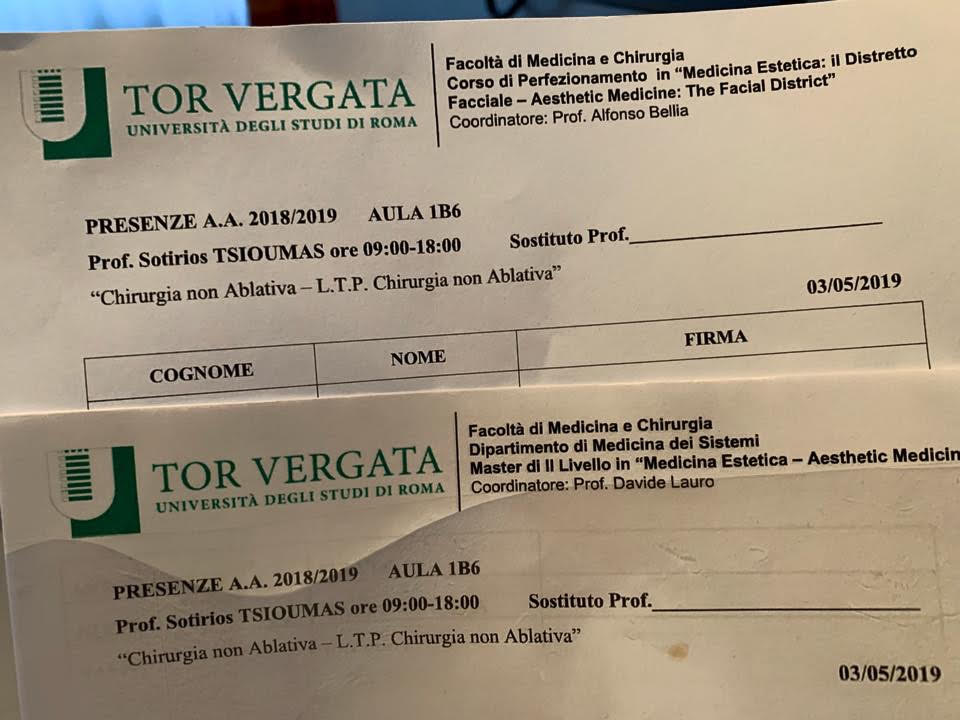 TOR VERGATA
UNIVERSITÀ DEGLI STUDI DI ROMA
Facoltà di Medicina e Chirurgia
Corso di Perfezionamento in “Medicina Estetica: il Distretto
Facciale – Aesthetic Medicine: The Facial District”
Coordinatore: Prof. Alfonso Bellia
PRESENZE A.A. 2018/2019 AULA 1B6
Prof. Sotirios TSIOUMAS ore 09:00-18:00 Sostituto Prof.
“Chirurgia non Ablativa – L.T.P. Chirurgia non Ablativa”
03/05/2019
COGNOME NOME FIRMA
TOR VERGATA
UNIVERSITÀ DEGLI STUDI DI ROMA
Facoltà di Medicina e Chirurgia
Dipartimento di Medicina dei Sistemi
Master di II Livello in “Medicina Estetica – Aesthetic Medicin
Coordinatore: Prof. Davide Lauro
PRESENZE A.A. 2018/2019 AULA 1B6
Prof. Sotirios TSIOUMAS ore 09:00-18:00 Sostituto Prof.
“Chirurgia non Ablativa – L.T.P. Chirurgia non Ablativa”
03/05/2019